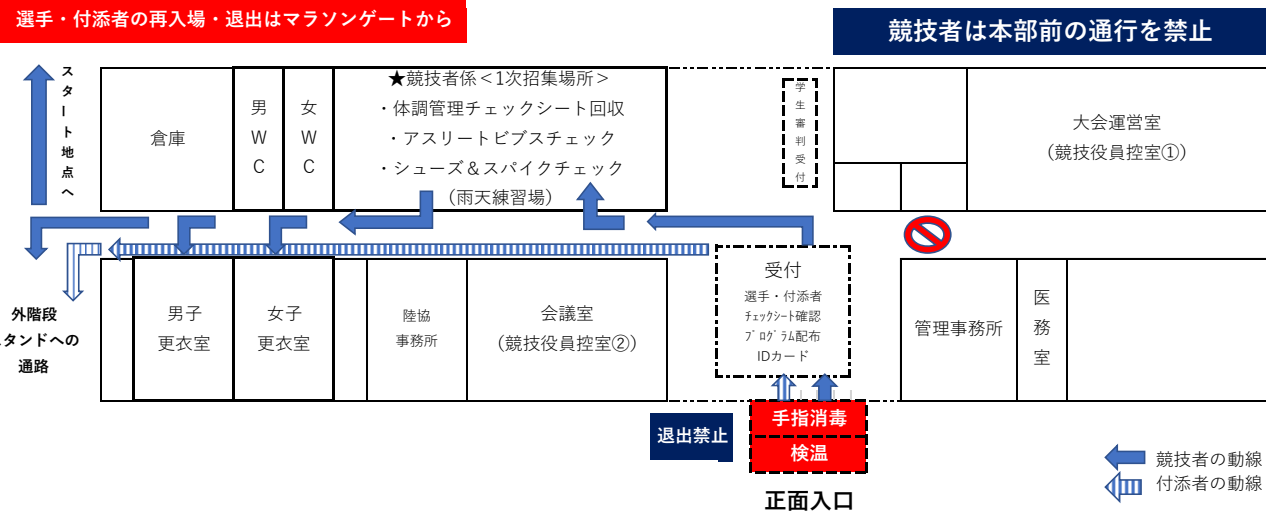 選手・付添者の再入場・退出はマラソンゲートから
競技者は本部前の通行を禁止
スタート地点へ
倉庫
男WC
女WC
★競技者係<1次招集場所>
・体調管理チェックシート回収
・アスリートビブスチェック
・シューズ&スパイクチェック
(雨天練習場)
学生審判受付
大会運営室
(競技役員控室①)
外階段
スタンドへの
通路
男子
更衣室
女子
更衣室
陸協
事務所
会議室
(競技役員控室②)
受付
選手・付添者
チェックシート確認
プログラム配布
IDカード
管理事務所
医務室
退出禁止
手指消毒
検温
正面入口
競技者の動線
付添者の動線